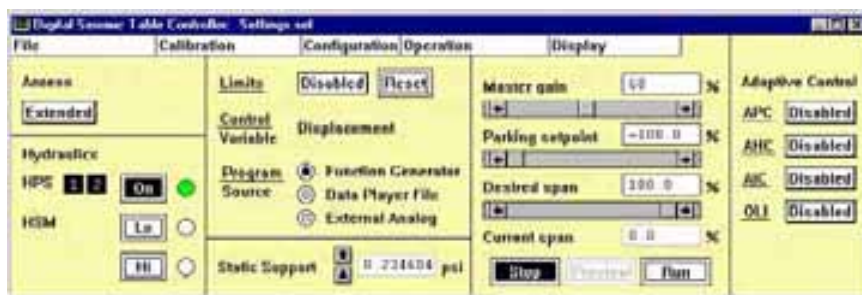 Digital Seismic Table Controller Settings.set
File Calibration Configuration Operation Display
Access
Extended
Hydraulics
HPS 1 2 On
HSM Lo
Hi
Limits Disabled Reset
Control Variable Displacement
Program Source Function Generator
Data Player File
External Analog
Static Support psi
Master gain %
Parking setpoint -100.0 %
Desired span 100.0 %
Current span 0.0 %
Stop Preview Run
Adaptive Control
APC Disabled
AHC Disabled
AIC Disabled
OLI Disabled